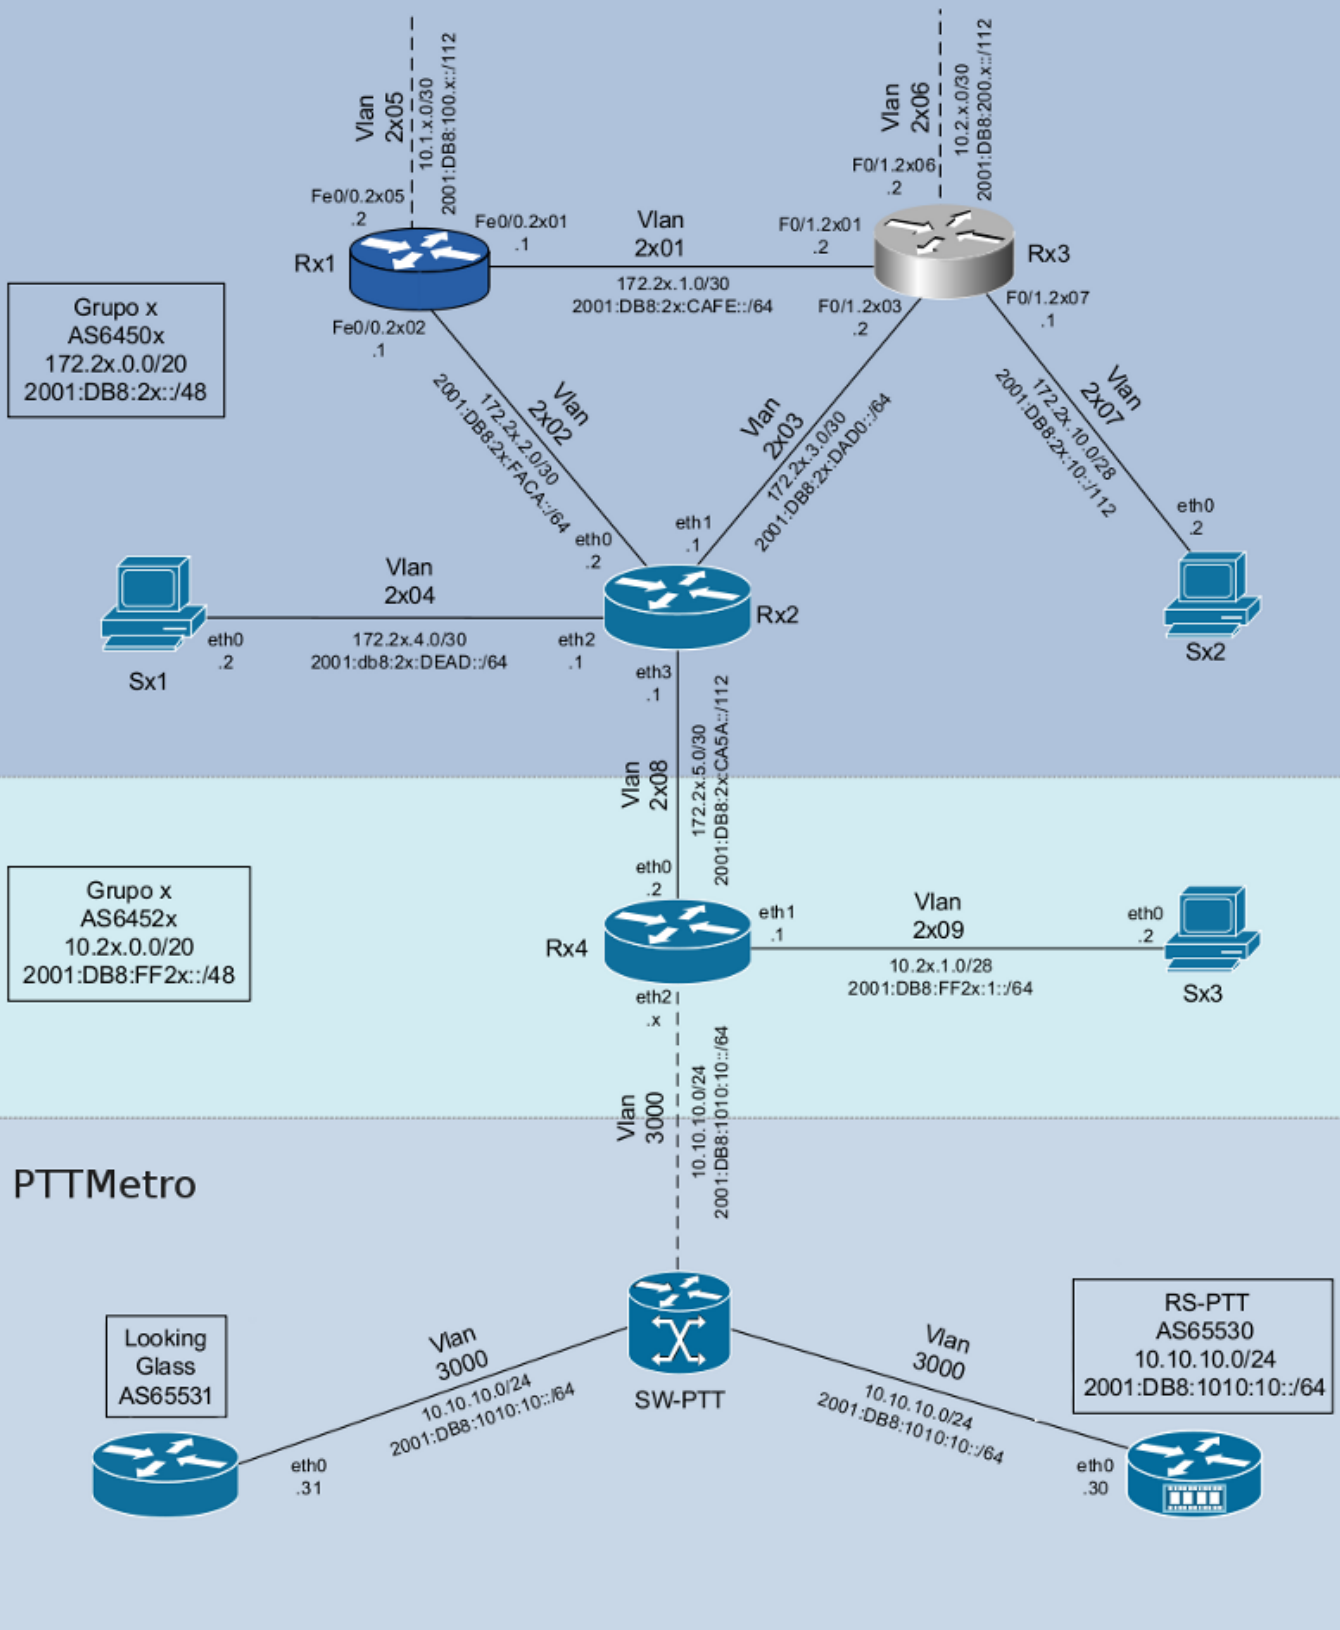 Vlan
2x05
10.1.x.0/30
2001:DB8:100.x::/112
Vlan
2x06
10.2.x.0/30
2001:DB8:200.x::/112
Fe0/0.2x05
.2
Fe0/0.2x01
.1
Vlan
2x01
F0/1.2x01
.2
F0/1.2x06
.2
Rx1
Rx3
172.2x.1.0/30
2001:DB8:2x:CAFE::/64
Fe0/0.2x02
.1
F0/1.2x03
.2
F0/1.2x07
.1
Grupo x
AS6450x
172.2x.0.0/20
2001:DB8:2x::/48
Vlan
2x02
172.2x.2.0/30
2001:DB8:2x:FACA::/64
Vlan
2x03
172.2x.3.0/30
2001:DB8:2x:DAD0::/64
Vlan
2x07
172.2x.10.0/28
2001:DB8:2x:10::/112
eth0
.2
eth1
.1
eth0
.2
Vlan
2x04
172.2x.4.0/30
2001:db8:2x:DEAD::/64
eth0
.2
eth2
.1
Rx2
Sx1
Sx2
eth3
.1
Vlan
2x08
172.2x.5.0/30
2001:DB8:2x:CA5A::/112
eth0
.2
Grupo x
AS6452x
10.2x.0.0/20
2001:DB8:FF2x::/48
Rx4
eth1
.1
Vlan
2x09
10.2x.1.0/28
2001:DB8:FF2x:1::/64
eth0
.2
Sx3
eth2
.x
Vlan
3000
10.10.10.0/24
2001:DB8:1010:10::/64
PTTMetro
SW-PTT
Looking
Glass
AS65531
Vlan
3000
10.10.10.0/24
2001:DB8:1010:10::/64
eth0
.31
Vlan
3000
10.10.10.0/24
2001:DB8:1010:10::/64
RS-PTT
AS65530
10.10.10.0/24
2001:DB8:1010:10::/64
eth0
.30